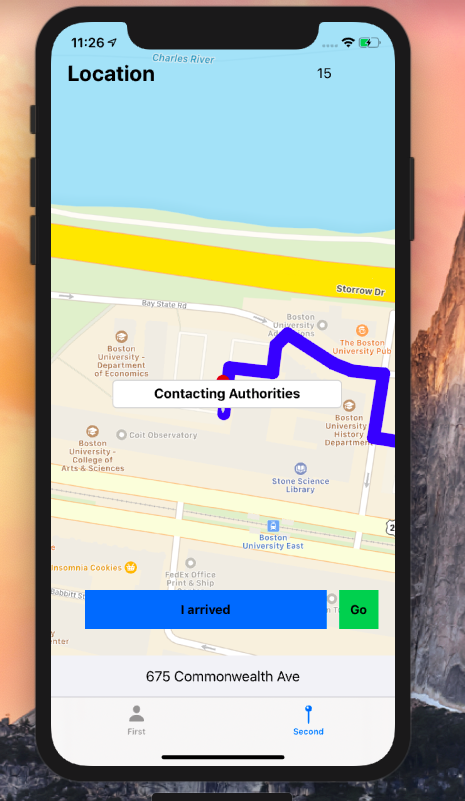 11:26
Charles River
Location
15
Storrow Dr
Bay State Rd
Boston
University
The Boston
University Pub
Boston
University -
Department
of Economics
Contacting Authorities
Boston
University
History
Department
Boston
University -
College of
Arts & Sciences
Coit Observatory
Stone Science
Library
2
Boston
University East
Insomnia Cookies
FedEx Office
Print & Ship
Babbitt St
I arrived
Go
enter
675 Commonwealth Ave
First
Second